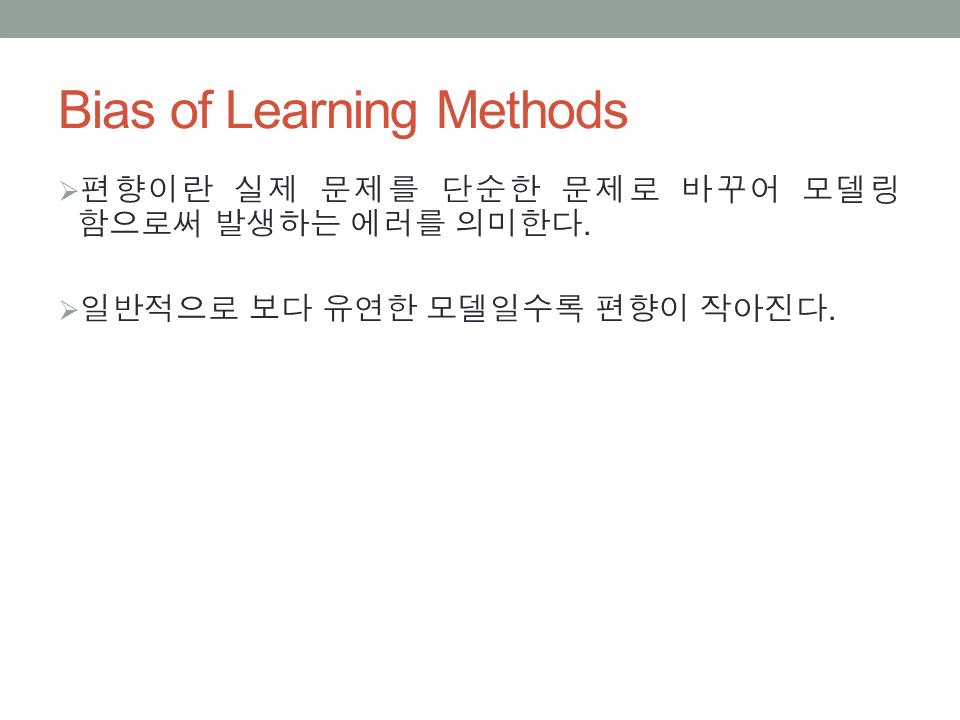 Bias of Learning Methods
➢편향이란 실제 문제를 단순한 문제로 바꾸어 모델링
함으로써 발생하는 에러를 의미한다.
➢일반적으로 보다 유연한 모델일수록 편향이 작아진다.